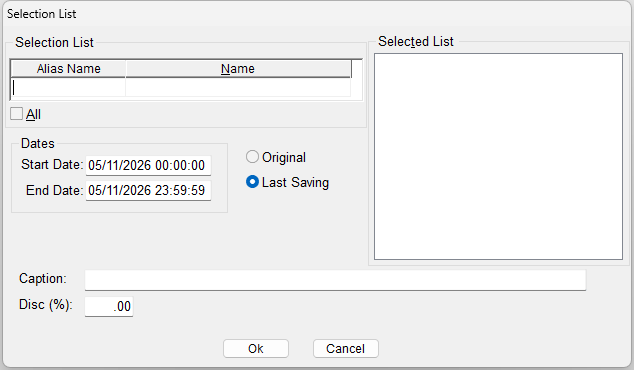 Selection List
Selection List
Selected List
Alias Name Name
All
Dates
Start Date: 05/11/2026 00:00:00
End Date: 05/11/2026 23:59:59
Original
Last Saving
Caption:
Disc (%): .00
Ok Cancel